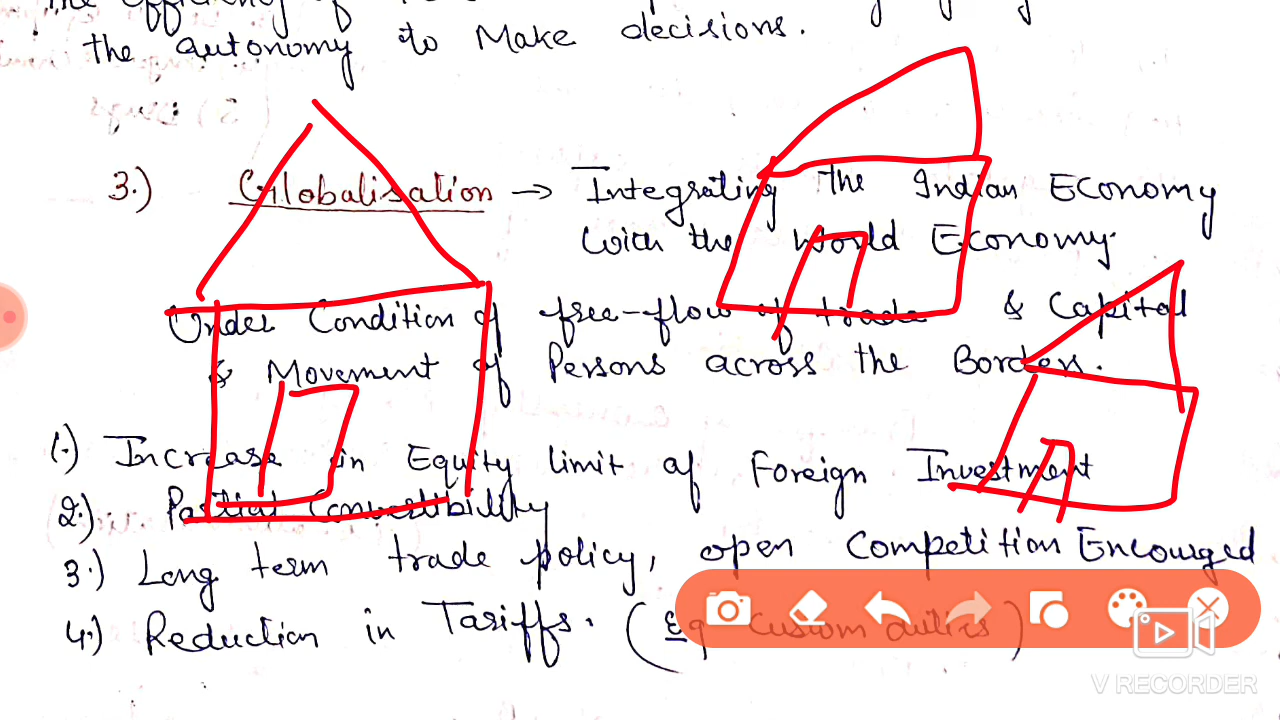 the autonomy to Make decisions.
3.) Globalisation → Integrating the Indian Economy
with the World Economy.
Under Condition of free-flow of trade & Capital
& Movement of Persons across the Borders.
1.) Increase in Equity limit of Foreign Investment
2.) Partial Convertibility
3.) Long term trade policy, open Competition Encouraged
4.) Reduction in Tariffs. (Eg Custom duties)
V RECORDER